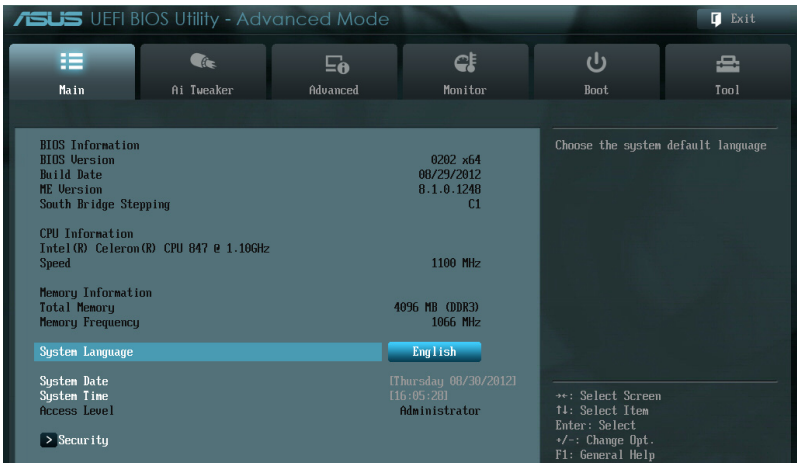 ASUS UEFI BIOS Utility - Advanced Mode
Exit
Main Ai Tweaker Advanced Monitor Boot Tool
BIOS Information
BIOS Version 0202 x64
Build Date 08/29/2012
ME Version 8.1.0.1248
South Bridge Stepping C1
CPU Information
Intel(R) Celeron(R) CPU 847 @ 1.10GHz
Speed 1100 MHz
Memory Information
Total Memory 4096 MB (DDR3)
Memory Frequency 1066 MHz
System Language English
System Date [Thursday 08/30/2012]
System Time [16:05:28]
Access Level Administrator
> Security
Choose the system default language
→←: Select Screen
↑↓: Select Item
Enter: Select
+/-: Change Opt.
F1: General Help